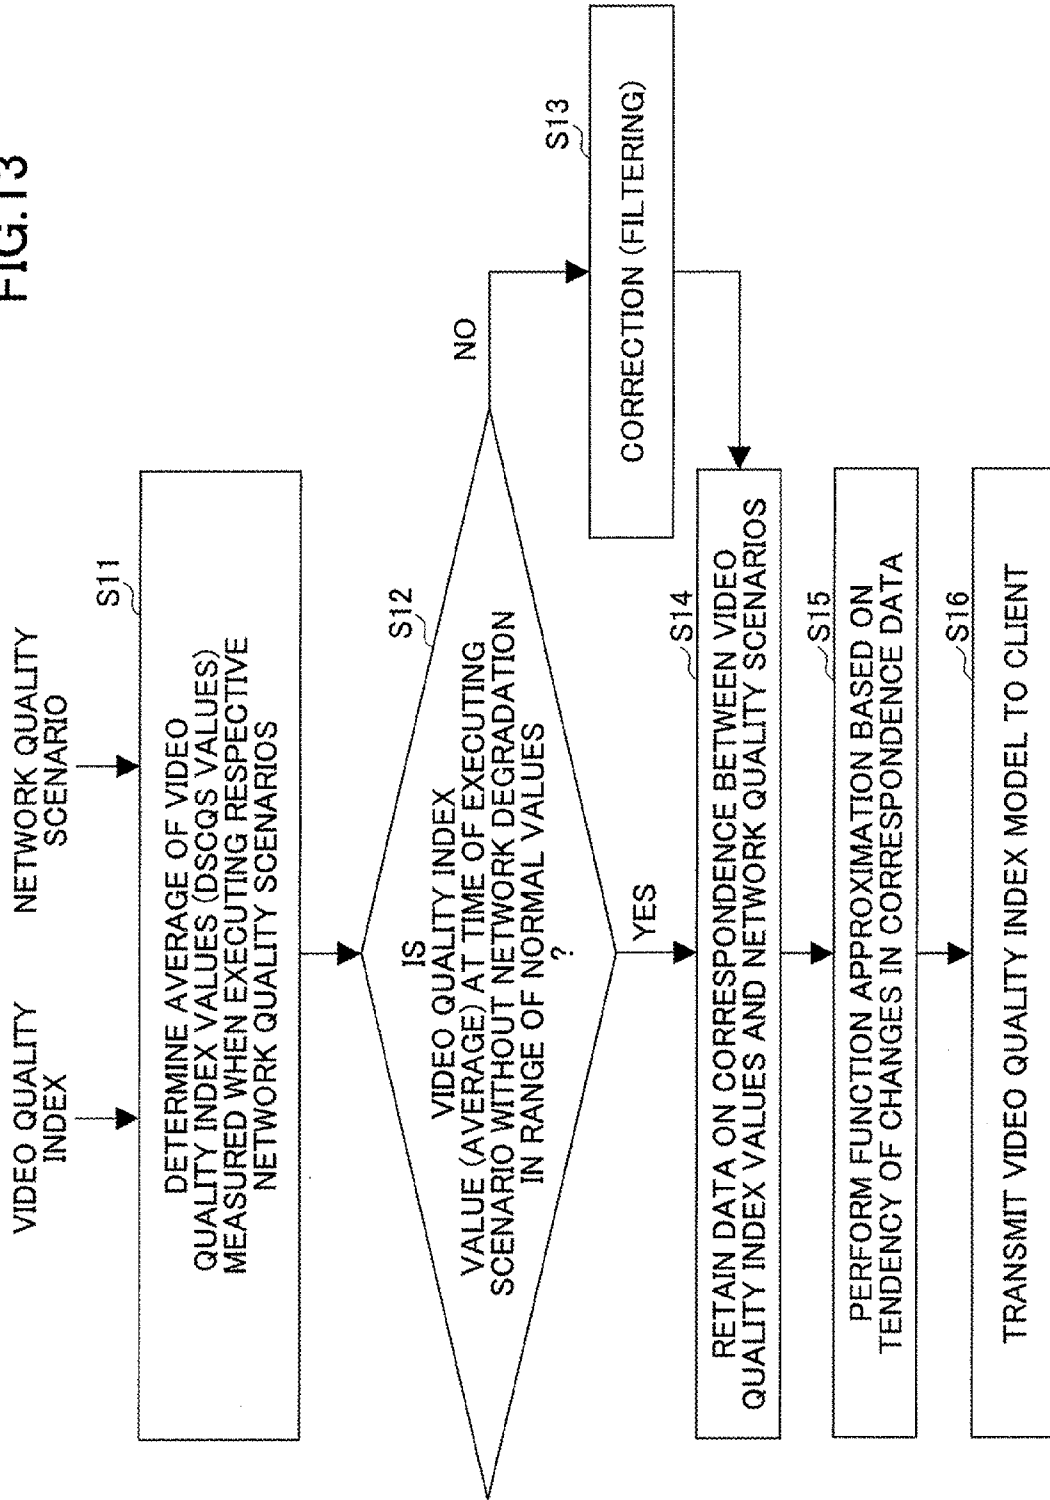 FIG.13
VIDEO QUALITY
INDEX
NETWORK QUALITY
SCENARIO
S11
DETERMINE AVERAGE OF VIDEO
QUALITY INDEX VALUES (DSCQS VALUES)
MEASURED WHEN EXECUTING RESPECTIVE
NETWORK QUALITY SCENARIOS
S12
IS
VIDEO QUALITY INDEX
VALUE (AVERAGE) AT TIME OF EXECUTING
SCENARIO WITHOUT NETWORK DEGRADATION
IN RANGE OF NORMAL VALUES
?
NO
S13
CORRECTION (FILTERING)
YES
S14
RETAIN DATA ON CORRESPONDENCE BETWEEN VIDEO
QUALITY INDEX VALUES AND NETWORK QUALITY SCENARIOS
S15
PERFORM FUNCTION APPROXIMATION BASED ON
TENDENCY OF CHANGES IN CORRESPONDENCE DATA
S16
TRANSMIT VIDEO QUALITY INDEX MODEL TO CLIENT